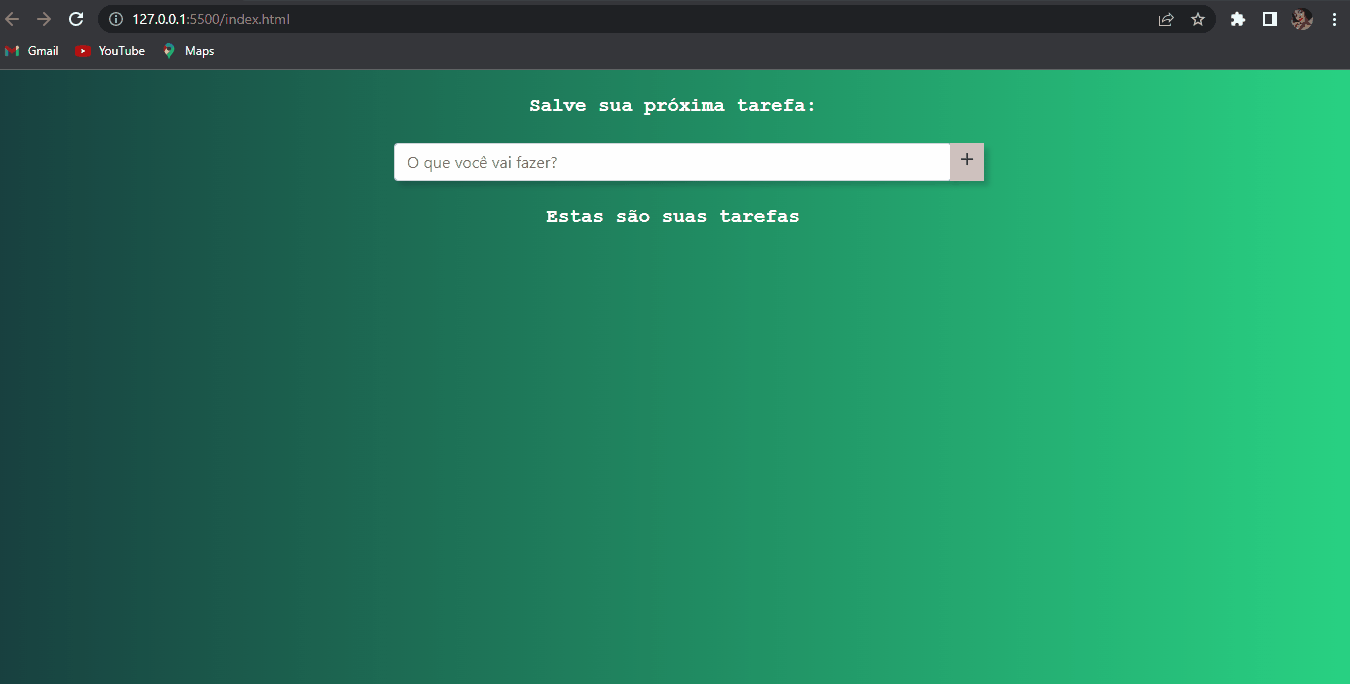 127.0.0.1:5500/index.html
Gmail YouTube Maps
Salve sua próxima tarefa:
O que você vai fazer? +
Estas são suas tarefas